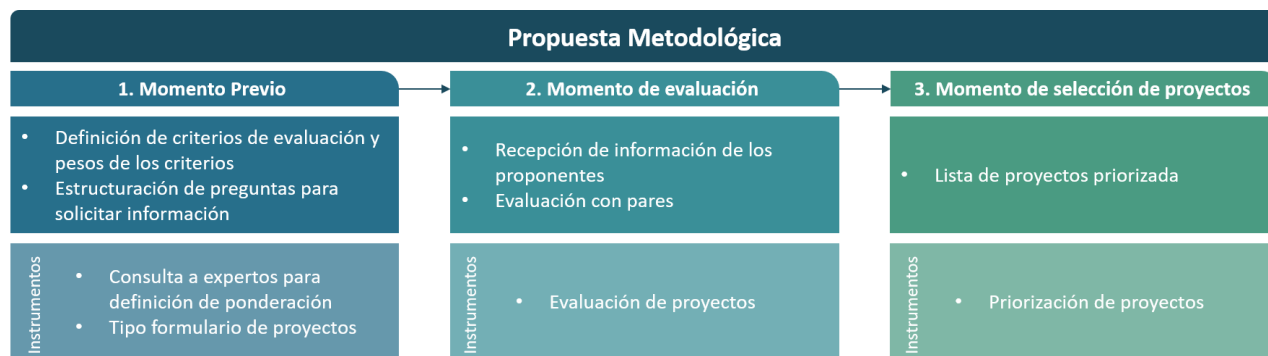 Propuesta Metodológica
1. Momento Previo
2. Momento de evaluación
3. Momento de selección de proyectos
• Definición de criterios de evaluación y
pesos de los criterios
• Estructuración de preguntas para
solicitar información
• Recepción de información de los
proponentes
• Evaluación con pares
• Lista de proyectos priorizada
Instrumentos
• Consulta a expertos para
definición de ponderación
• Tipo formulario de proyectos
Instrumentos
• Evaluación de proyectos
Instrumentos
• Priorización de proyectos